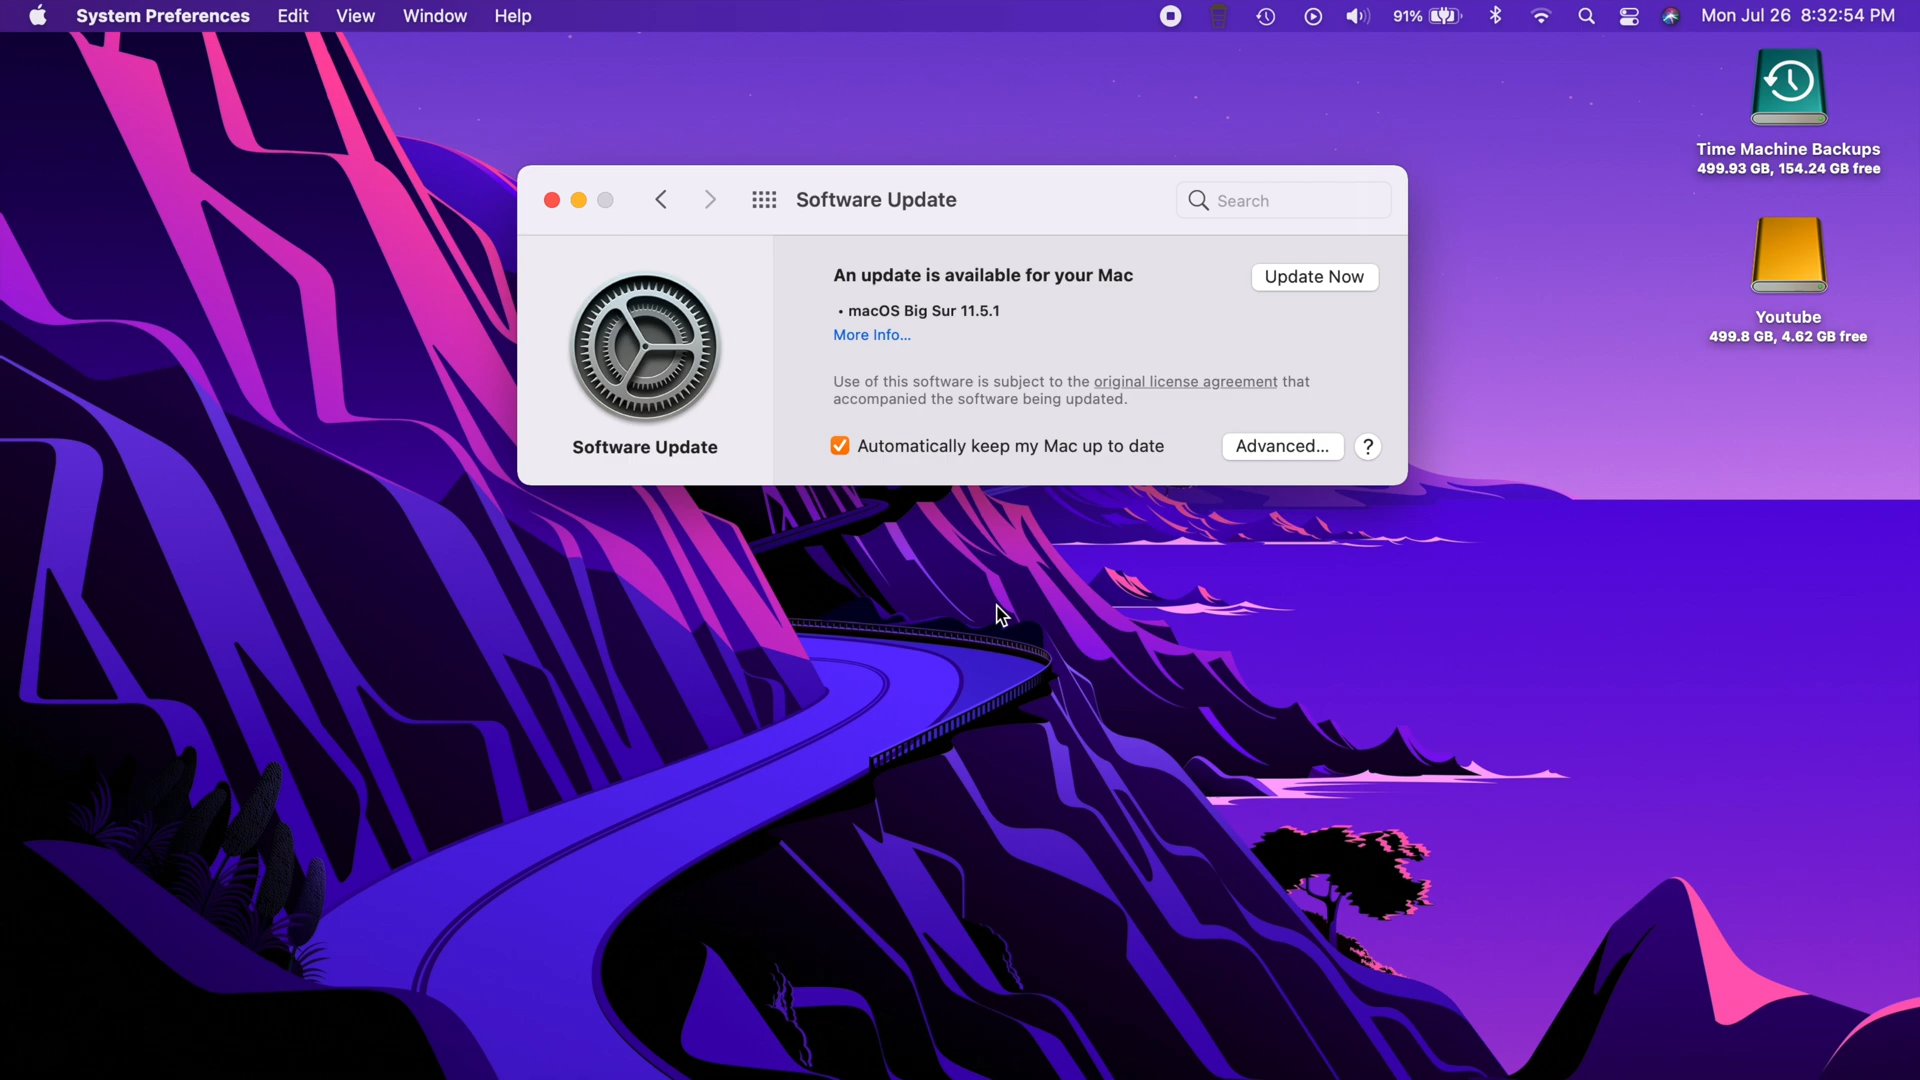 System Preferences Edit View Window Help
91% Mon Jul 26 8:32:54 PM
Time Machine Backups
499.93 GB, 154.24 GB free
Youtube
499.8 GB, 4.62 GB free
Software Update
Search
An update is available for your Mac
Update Now
• macOS Big Sur 11.5.1
More Info...
Use of this software is subject to the original license agreement that
accompanied the software being updated.
Software Update
Automatically keep my Mac up to date
Advanced...
?